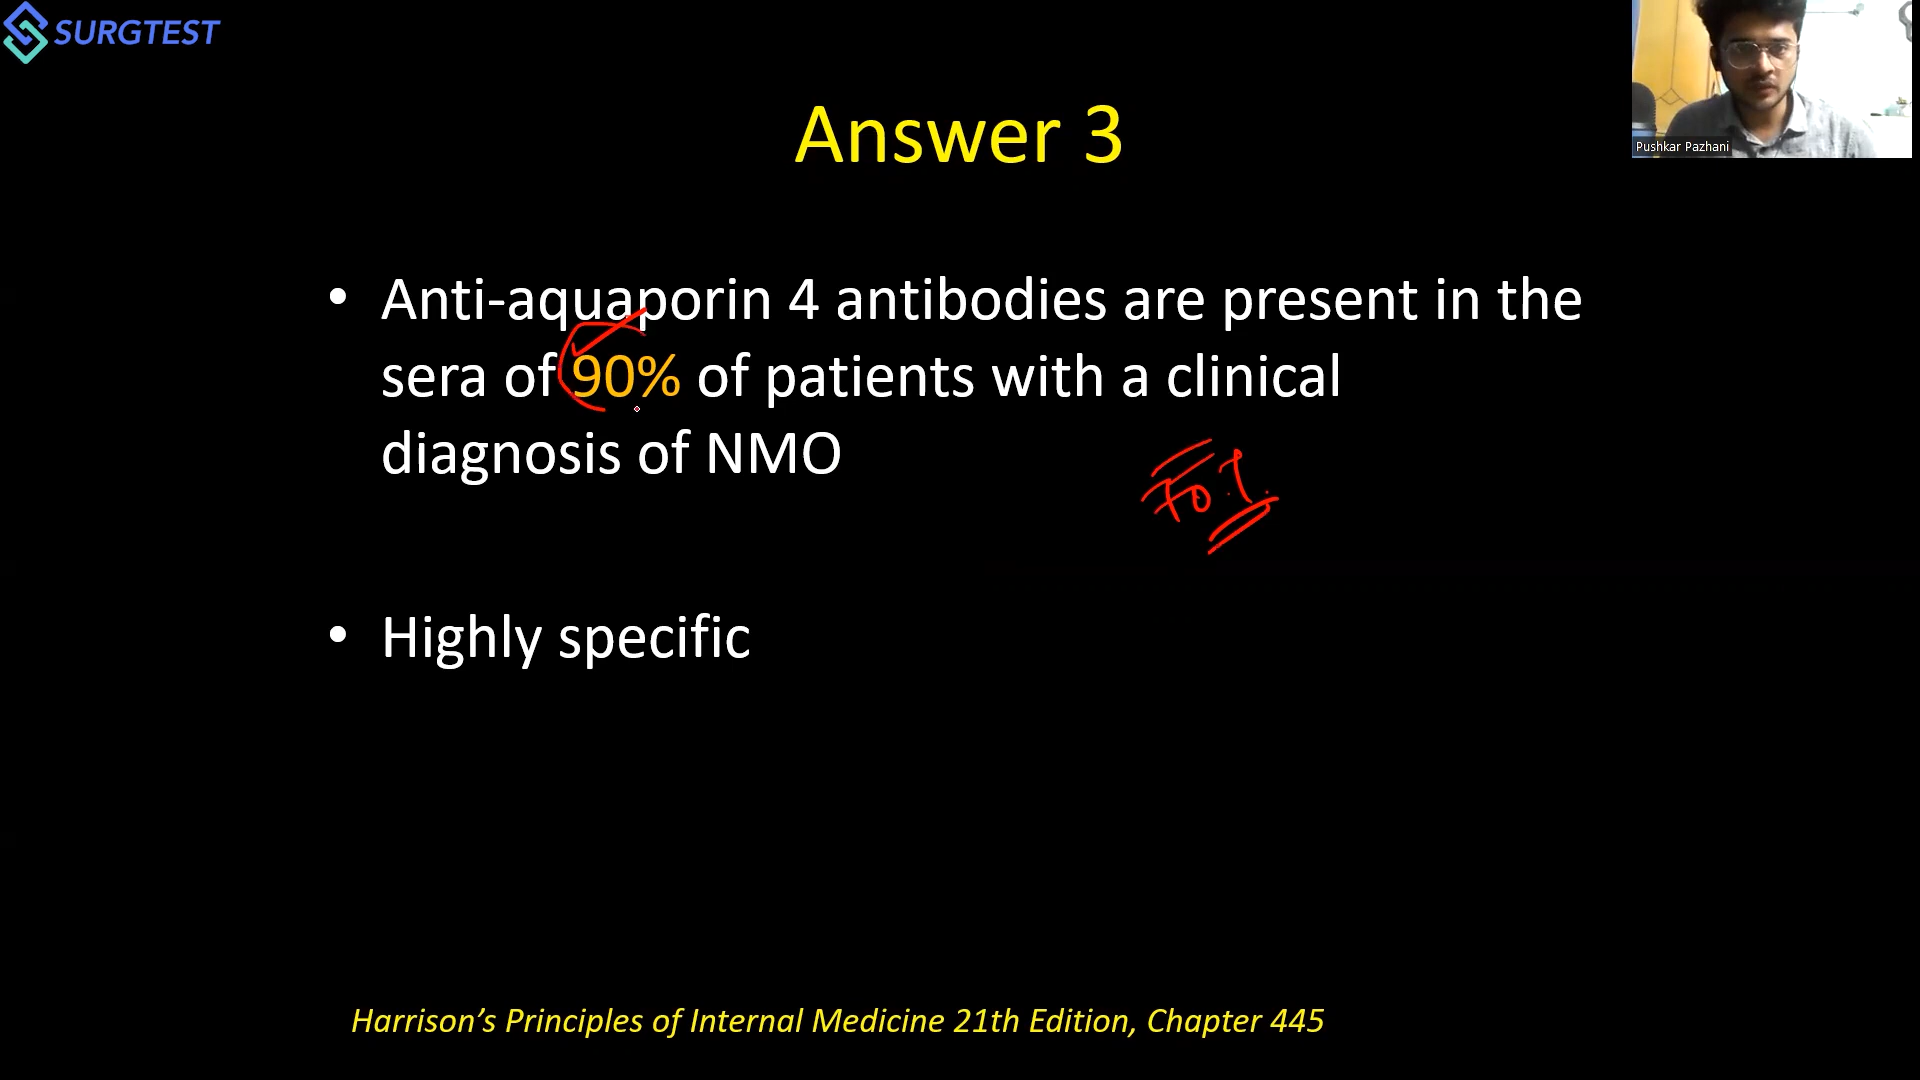 SURGTEST
Answer 3
Pushkar Pazhani
• Anti-aquaporin 4 antibodies are present in the
sera of 90% of patients with a clinical
diagnosis of NMO
70%
• Highly specific
Harrison’s Principles of Internal Medicine 21th Edition, Chapter 445